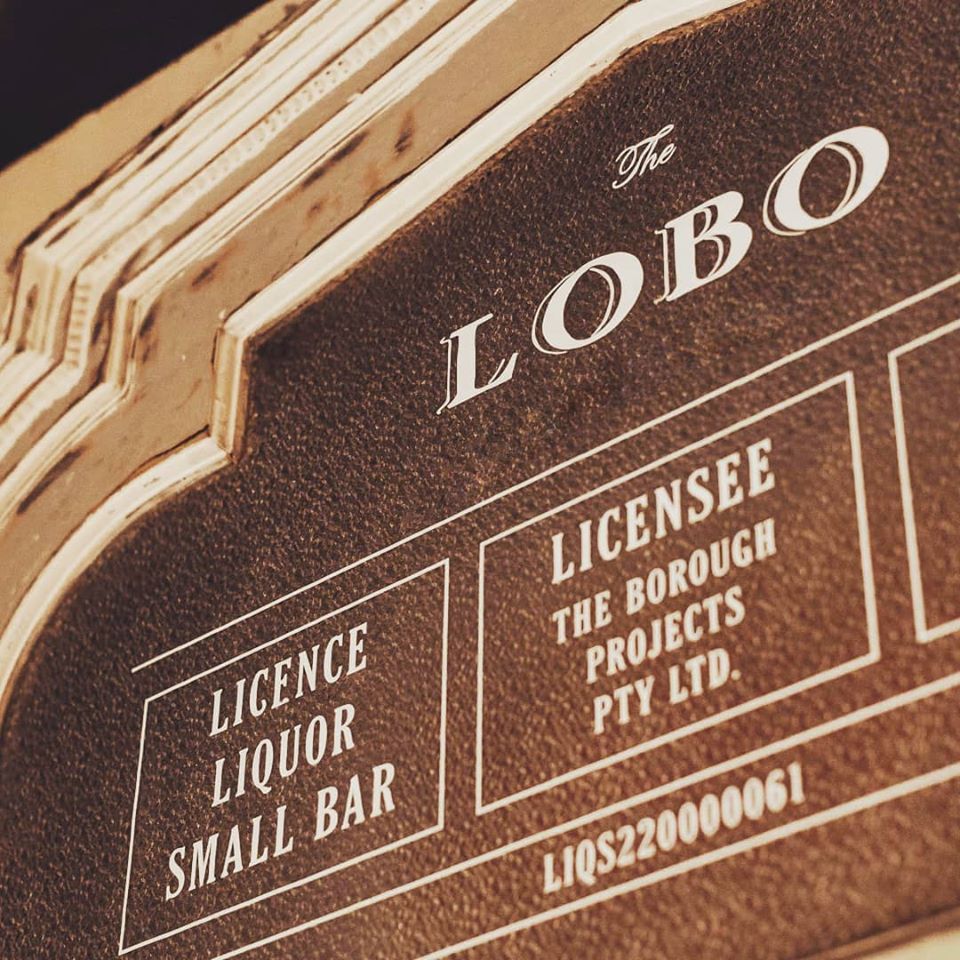 The
LOBO
LICENCE
LIQUOR
SMALL BAR
LICENSEE
THE BOROUGH
PROJECTS
PTY LTD.
LIQS220000061